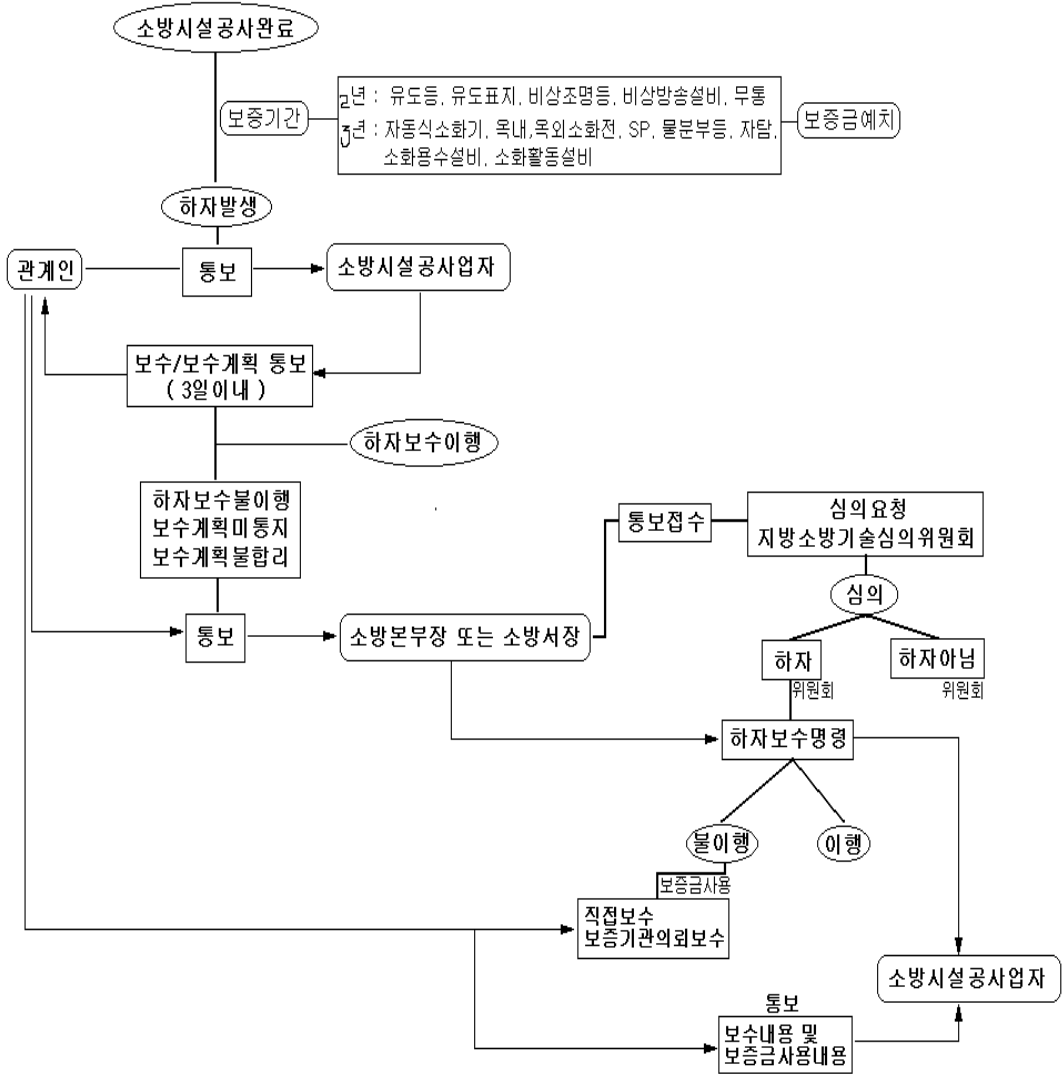 소방시설공사완료
보증기간
2년 : 유도등, 유도표지, 비상조명등, 비상방송설비, 무통
3년 : 자동식소화기, 옥내,옥외소화전, SP, 물분부등, 자탐,
소화용수설비, 소화활동설비
보증금예치
하자발생
관계인
통보
소방시설공사업자
보수/보수계획 통보
( 3일이내 )
하자보수이행
하자보수불이행
보수계획미통지
보수계획불합리
통보접수
심의요청
지방소방기술심의위원회
심의
통보
소방본부장 또는 소방서장
하자
위원회
하자아님
위원회
하자보수명령
불이행
이행
보증금사용
직접보수
보증기관의뢰보수
소방시설공사업자
통보
보수내용 및
보증금사용내용